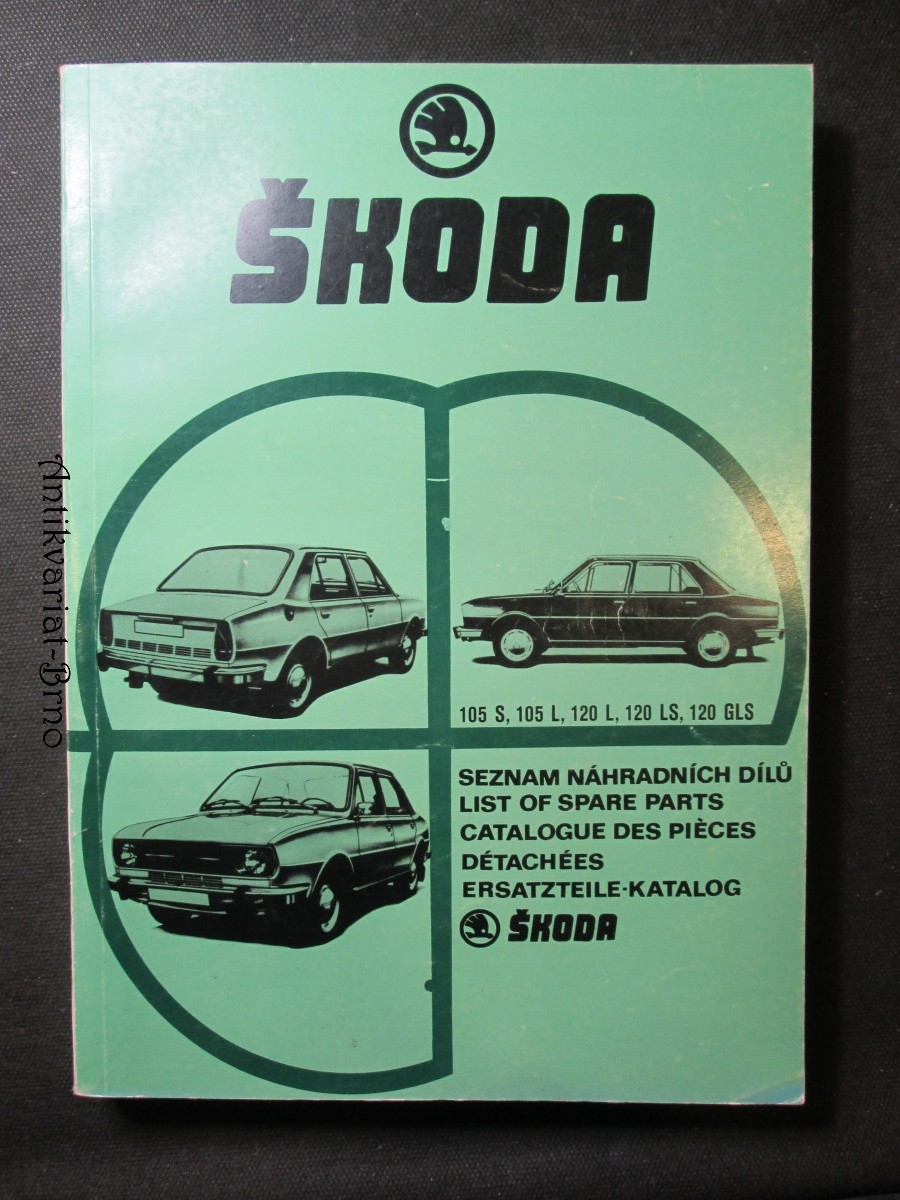 ŠKODA
Antikvariat-Brno
105 S, 105 L, 120 L, 120 LS, 120 GLS
SEZNAM NÁHRADNÍCH DÍLŮ
LIST OF SPARE PARTS
CATALOGUE DES PIÈCES
DÉTACHÉES
ERSATZTEILE-KATALOG
ŠKODA